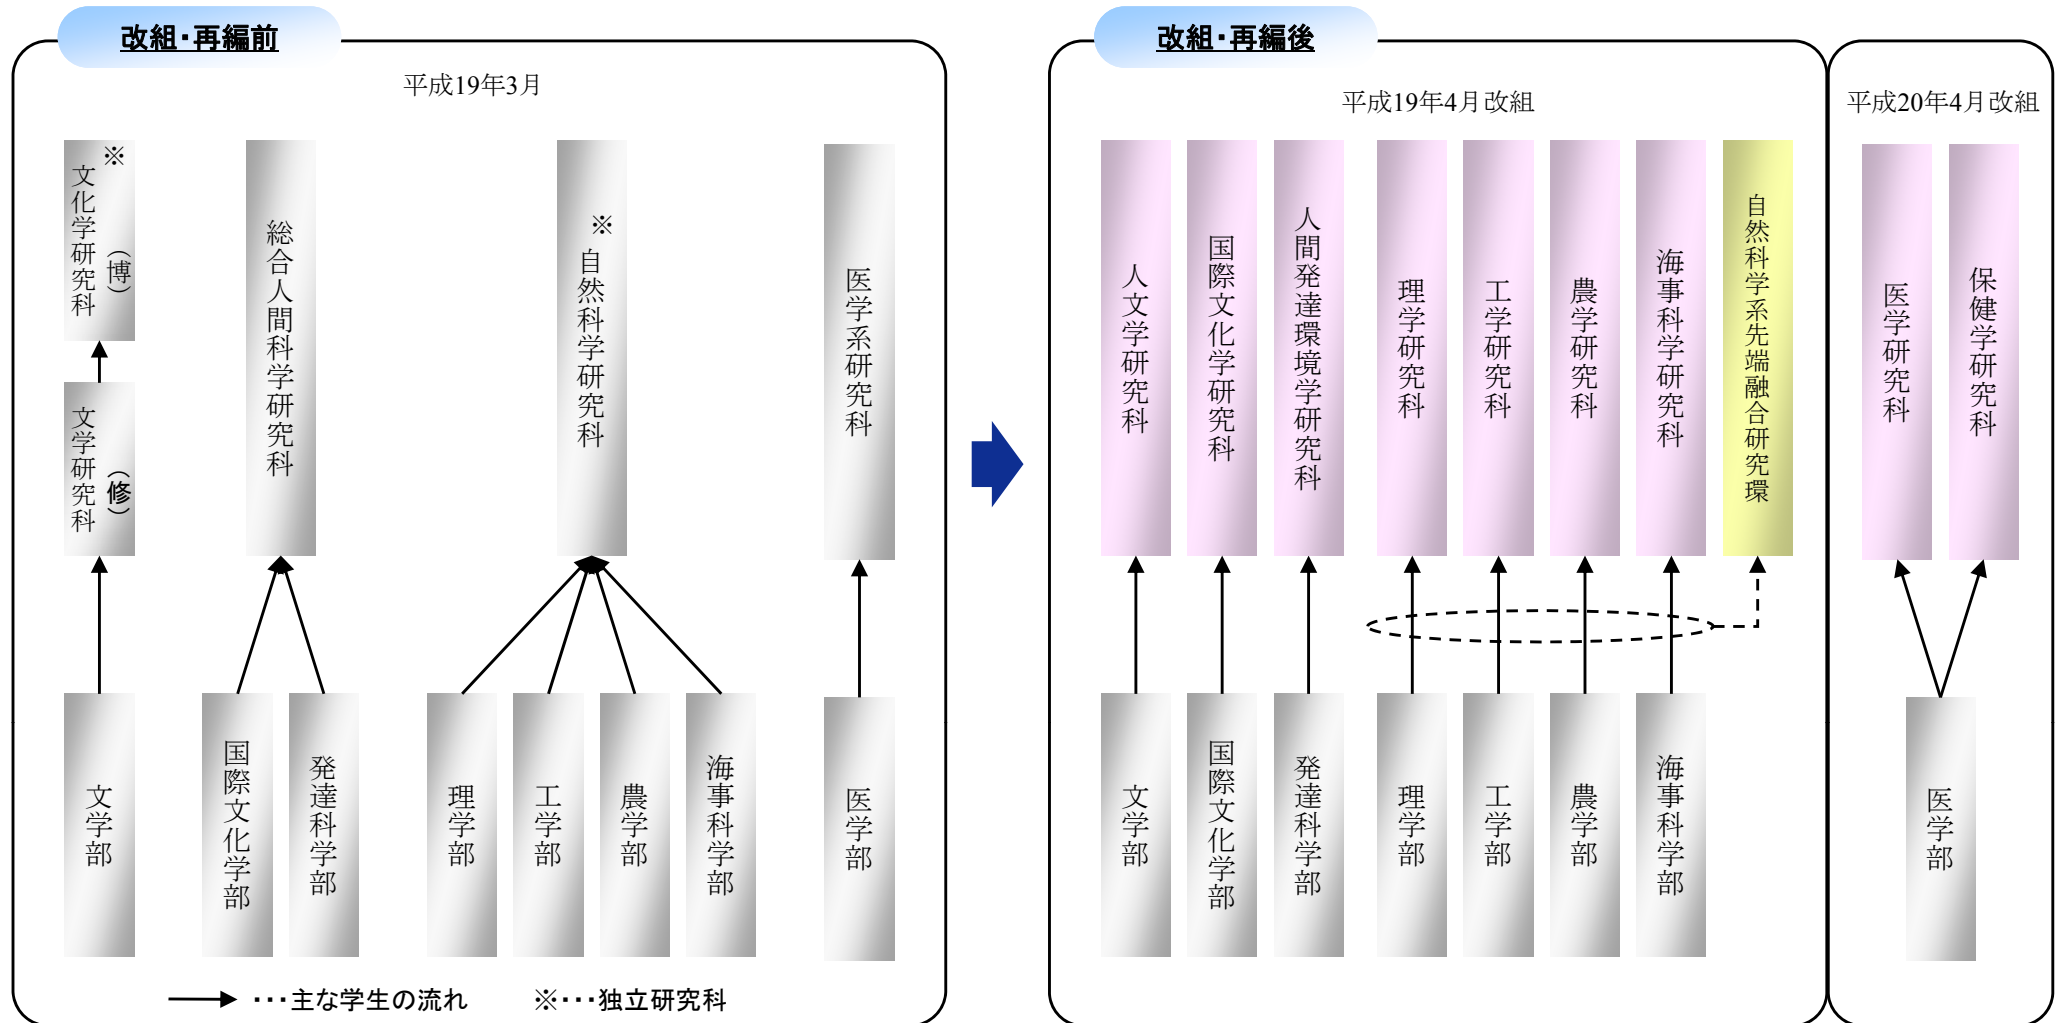 改組・再編前
平成19年3月
※
文化学研究科
（博）
文学研究科
（修）
総合人間科学研究科
※
自然科学研究科
医学系研究科
文学部
国際文化学部
発達科学部
理学部
工学部
農学部
海事科学部
医学部
・・・主な学生の流れ
※・・・独立研究科
改組・再編後
平成19年4月改組
人文学研究科
国際文化学研究科
人間発達環境学研究科
理学研究科
工学研究科
農学研究科
海事科学研究科
自然科学系先端融合研究環
文学部
国際文化学部
発達科学部
理学部
工学部
農学部
海事科学部
平成20年4月改組
医学研究科
保健学研究科
医学部